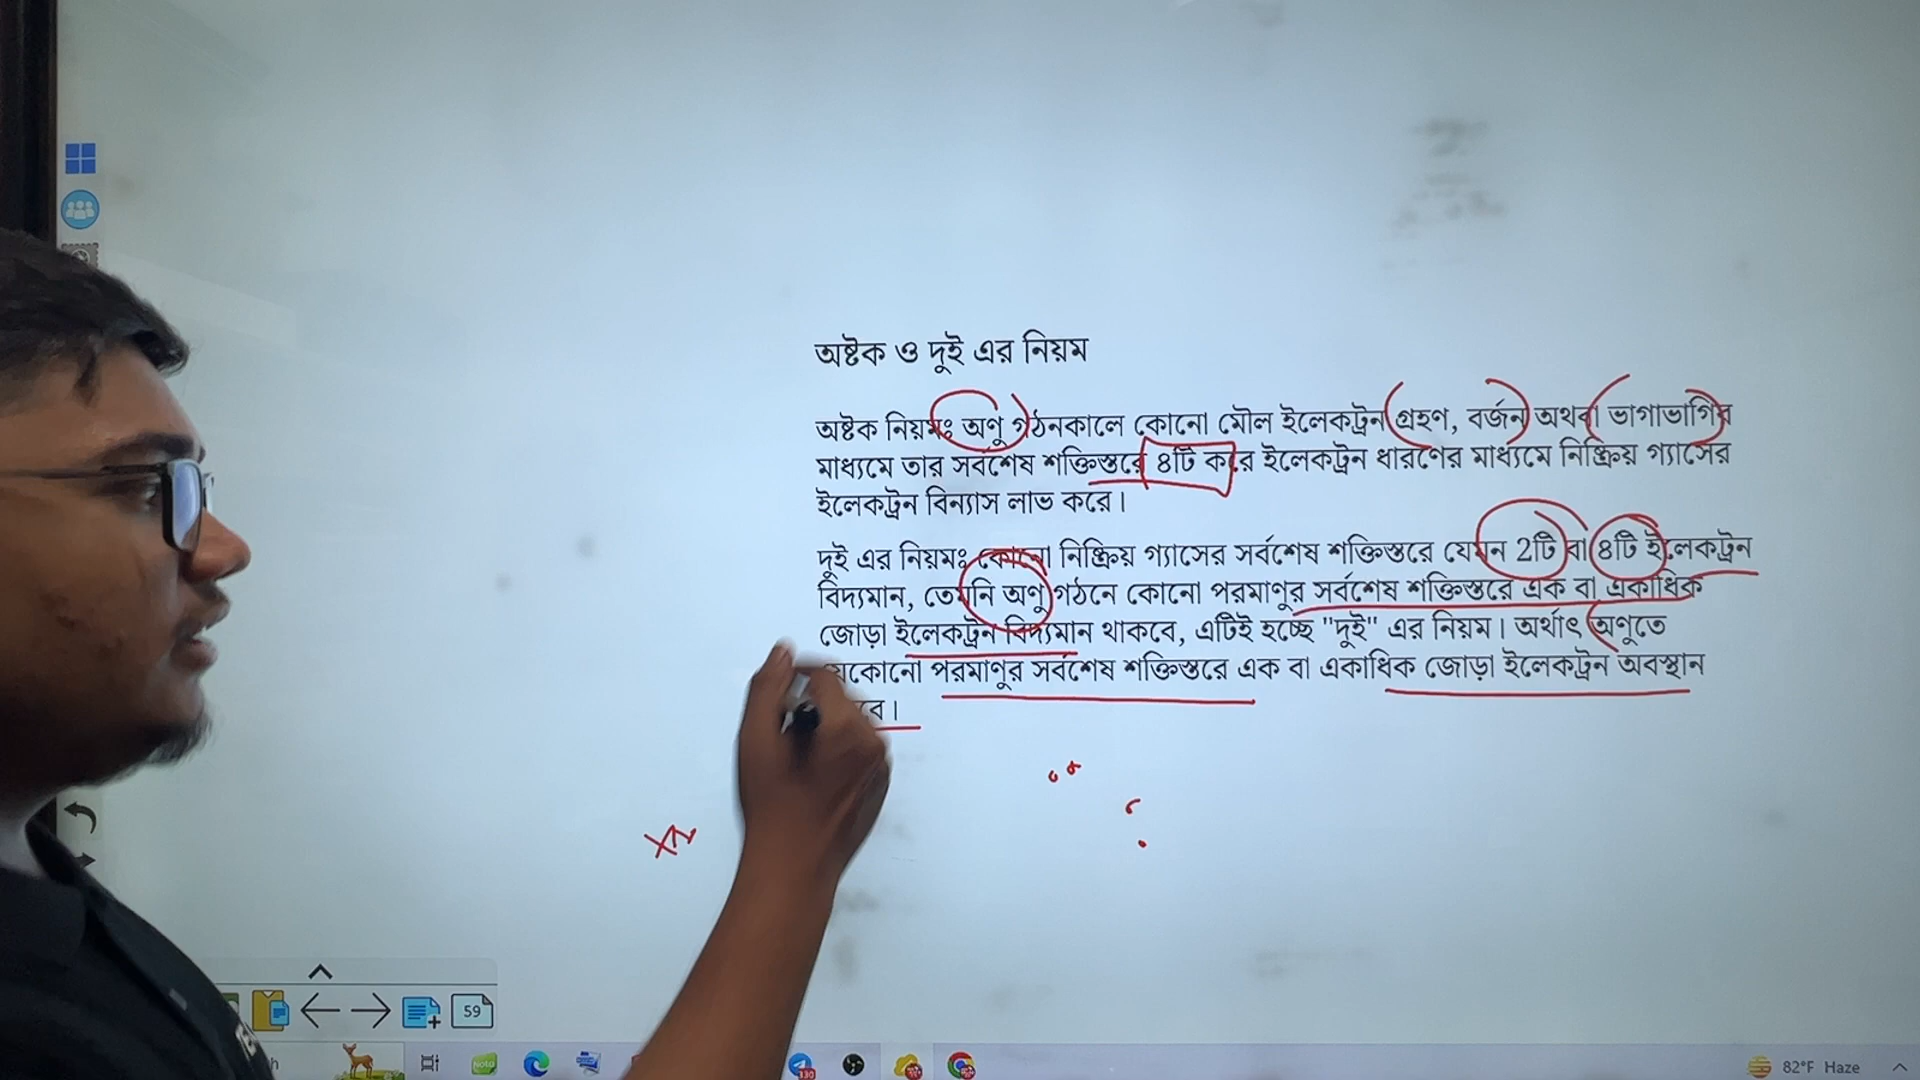 অষ্টক ও দুই এর নিয়ম
অষ্টক নিয়মঃ অণু গঠনকালে কোনো মৌল ইলেকট্রন গ্রহণ, বর্জন অথবা ভাগাভাগির
মাধ্যমে তার সর্বশেষ শক্তিস্তরে ৪টি করে ইলেকট্রন ধারণের মাধ্যমে নিষ্ক্রিয় গ্যাসের
ইলেকট্রন বিন্যাস লাভ করে।
দুই এর নিয়মঃ কোনো নিষ্ক্রিয় গ্যাসের সর্বশেষ শক্তিস্তরে যেমন 2টি বা ৪টি ইলেকট্রন
বিদ্যমান, তেমনি অণু গঠনে কোনো পরমাণুর সর্বশেষ শক্তিস্তরে এক বা একাধিক
জোড়া ইলেকট্রন বিদ্যমান থাকবে, এটিই হচ্ছে "দুই" এর নিয়ম। অর্থাৎ অণুতে
পরমাণুর সর্বশেষ শক্তিস্তরে এক বা একাধিক জোড়া ইলেকট্রন অবস্থান
59
82°F Haze